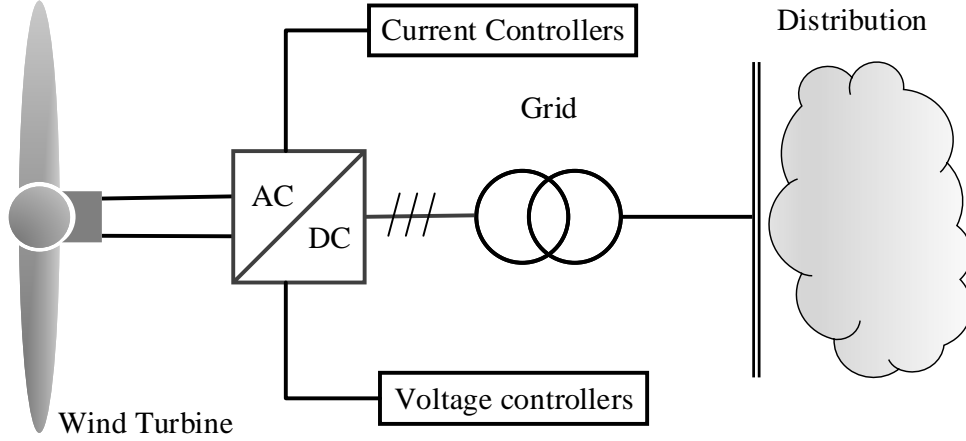 Current Controllers
Distribution
Grid
AC
DC
Voltage controllers
Wind Turbine